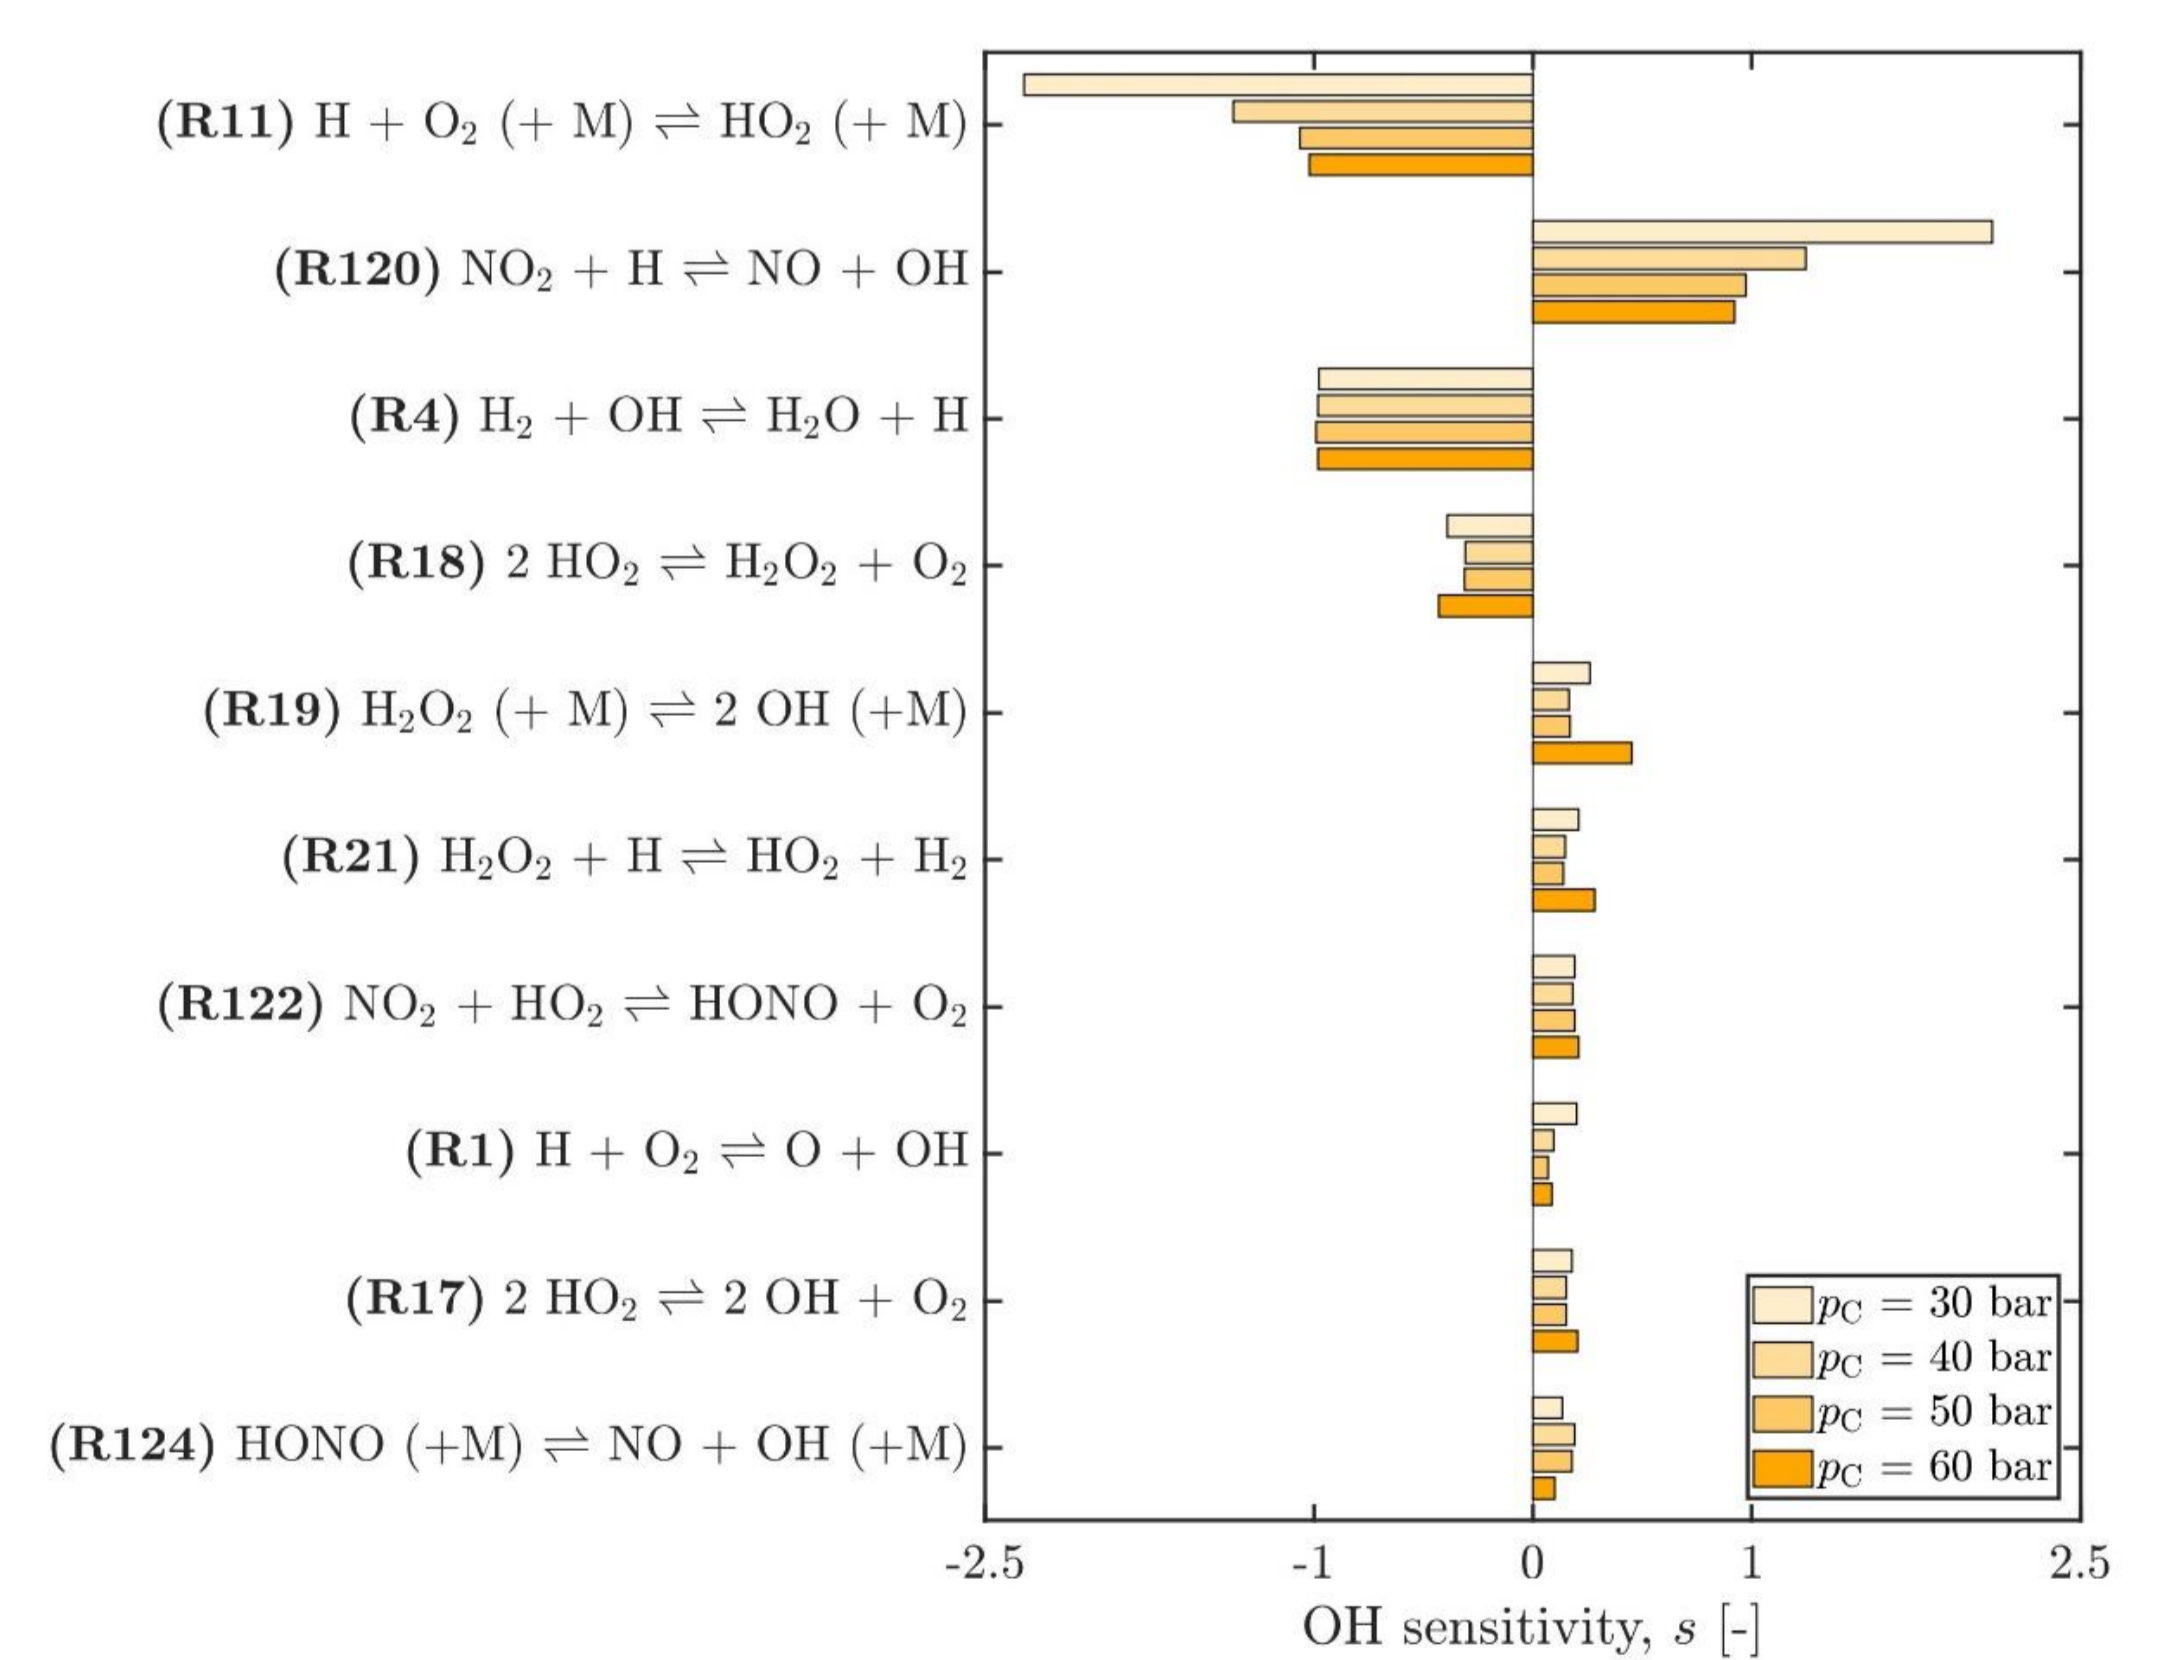 (R11) H + O₂ (+ M) ⇌ HO₂ (+ M)
(R120) NO₂ + H ⇌ NO + OH
(R4) H₂ + OH ⇌ H₂O + H
(R18) 2 HO₂ ⇌ H₂O₂ + O₂
(R19) H₂O₂ (+ M) ⇌ 2 OH (+M)
(R21) H₂O₂ + H ⇌ HO₂ + H₂
(R122) NO₂ + HO₂ ⇌ HONO + O₂
(R1) H + O₂ ⇌ O + OH
(R17) 2 HO₂ ⇌ 2 OH + O₂
(R124) HONO (+M) ⇌ NO + OH (+M)
p_C = 30 bar
p_C = 40 bar
p_C = 50 bar
p_C = 60 bar
-2.5 -1 0 1 2.5
OH sensitivity, s [-]